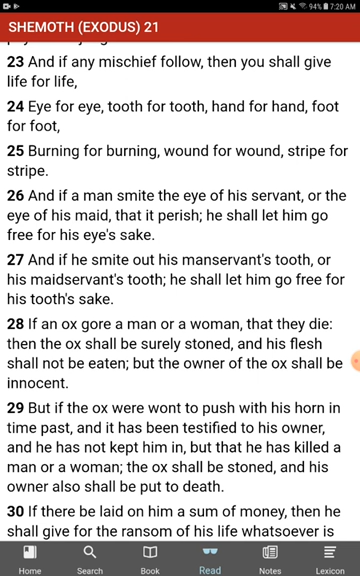 94% 7:20 AM
SHEMOTH (EXODUS) 21
23 And if any mischief follow, then you shall give
life for life,
24 Eye for eye, tooth for tooth, hand for hand, foot
for foot,
25 Burning for burning, wound for wound, stripe for
stripe.
26 And if a man smite the eye of his servant, or the
eye of his maid, that it perish; he shall let him go
free for his eye's sake.
27 And if he smite out his manservant's tooth, or
his maidservant's tooth; he shall let him go free for
his tooth's sake.
28 If an ox gore a man or a woman, that they die:
then the ox shall be surely stoned, and his flesh
shall not be eaten; but the owner of the ox shall be
innocent.
29 But if the ox were wont to push with his horn in
time past, and it has been testified to his owner,
and he has not kept him in, but that he has killed a
man or a woman; the ox shall be stoned, and his
owner also shall be put to death.
30 If there be laid on him a sum of money, then he
shall give for the ransom of his life whatsoever is
Home Search Book Read Notes Lexicon